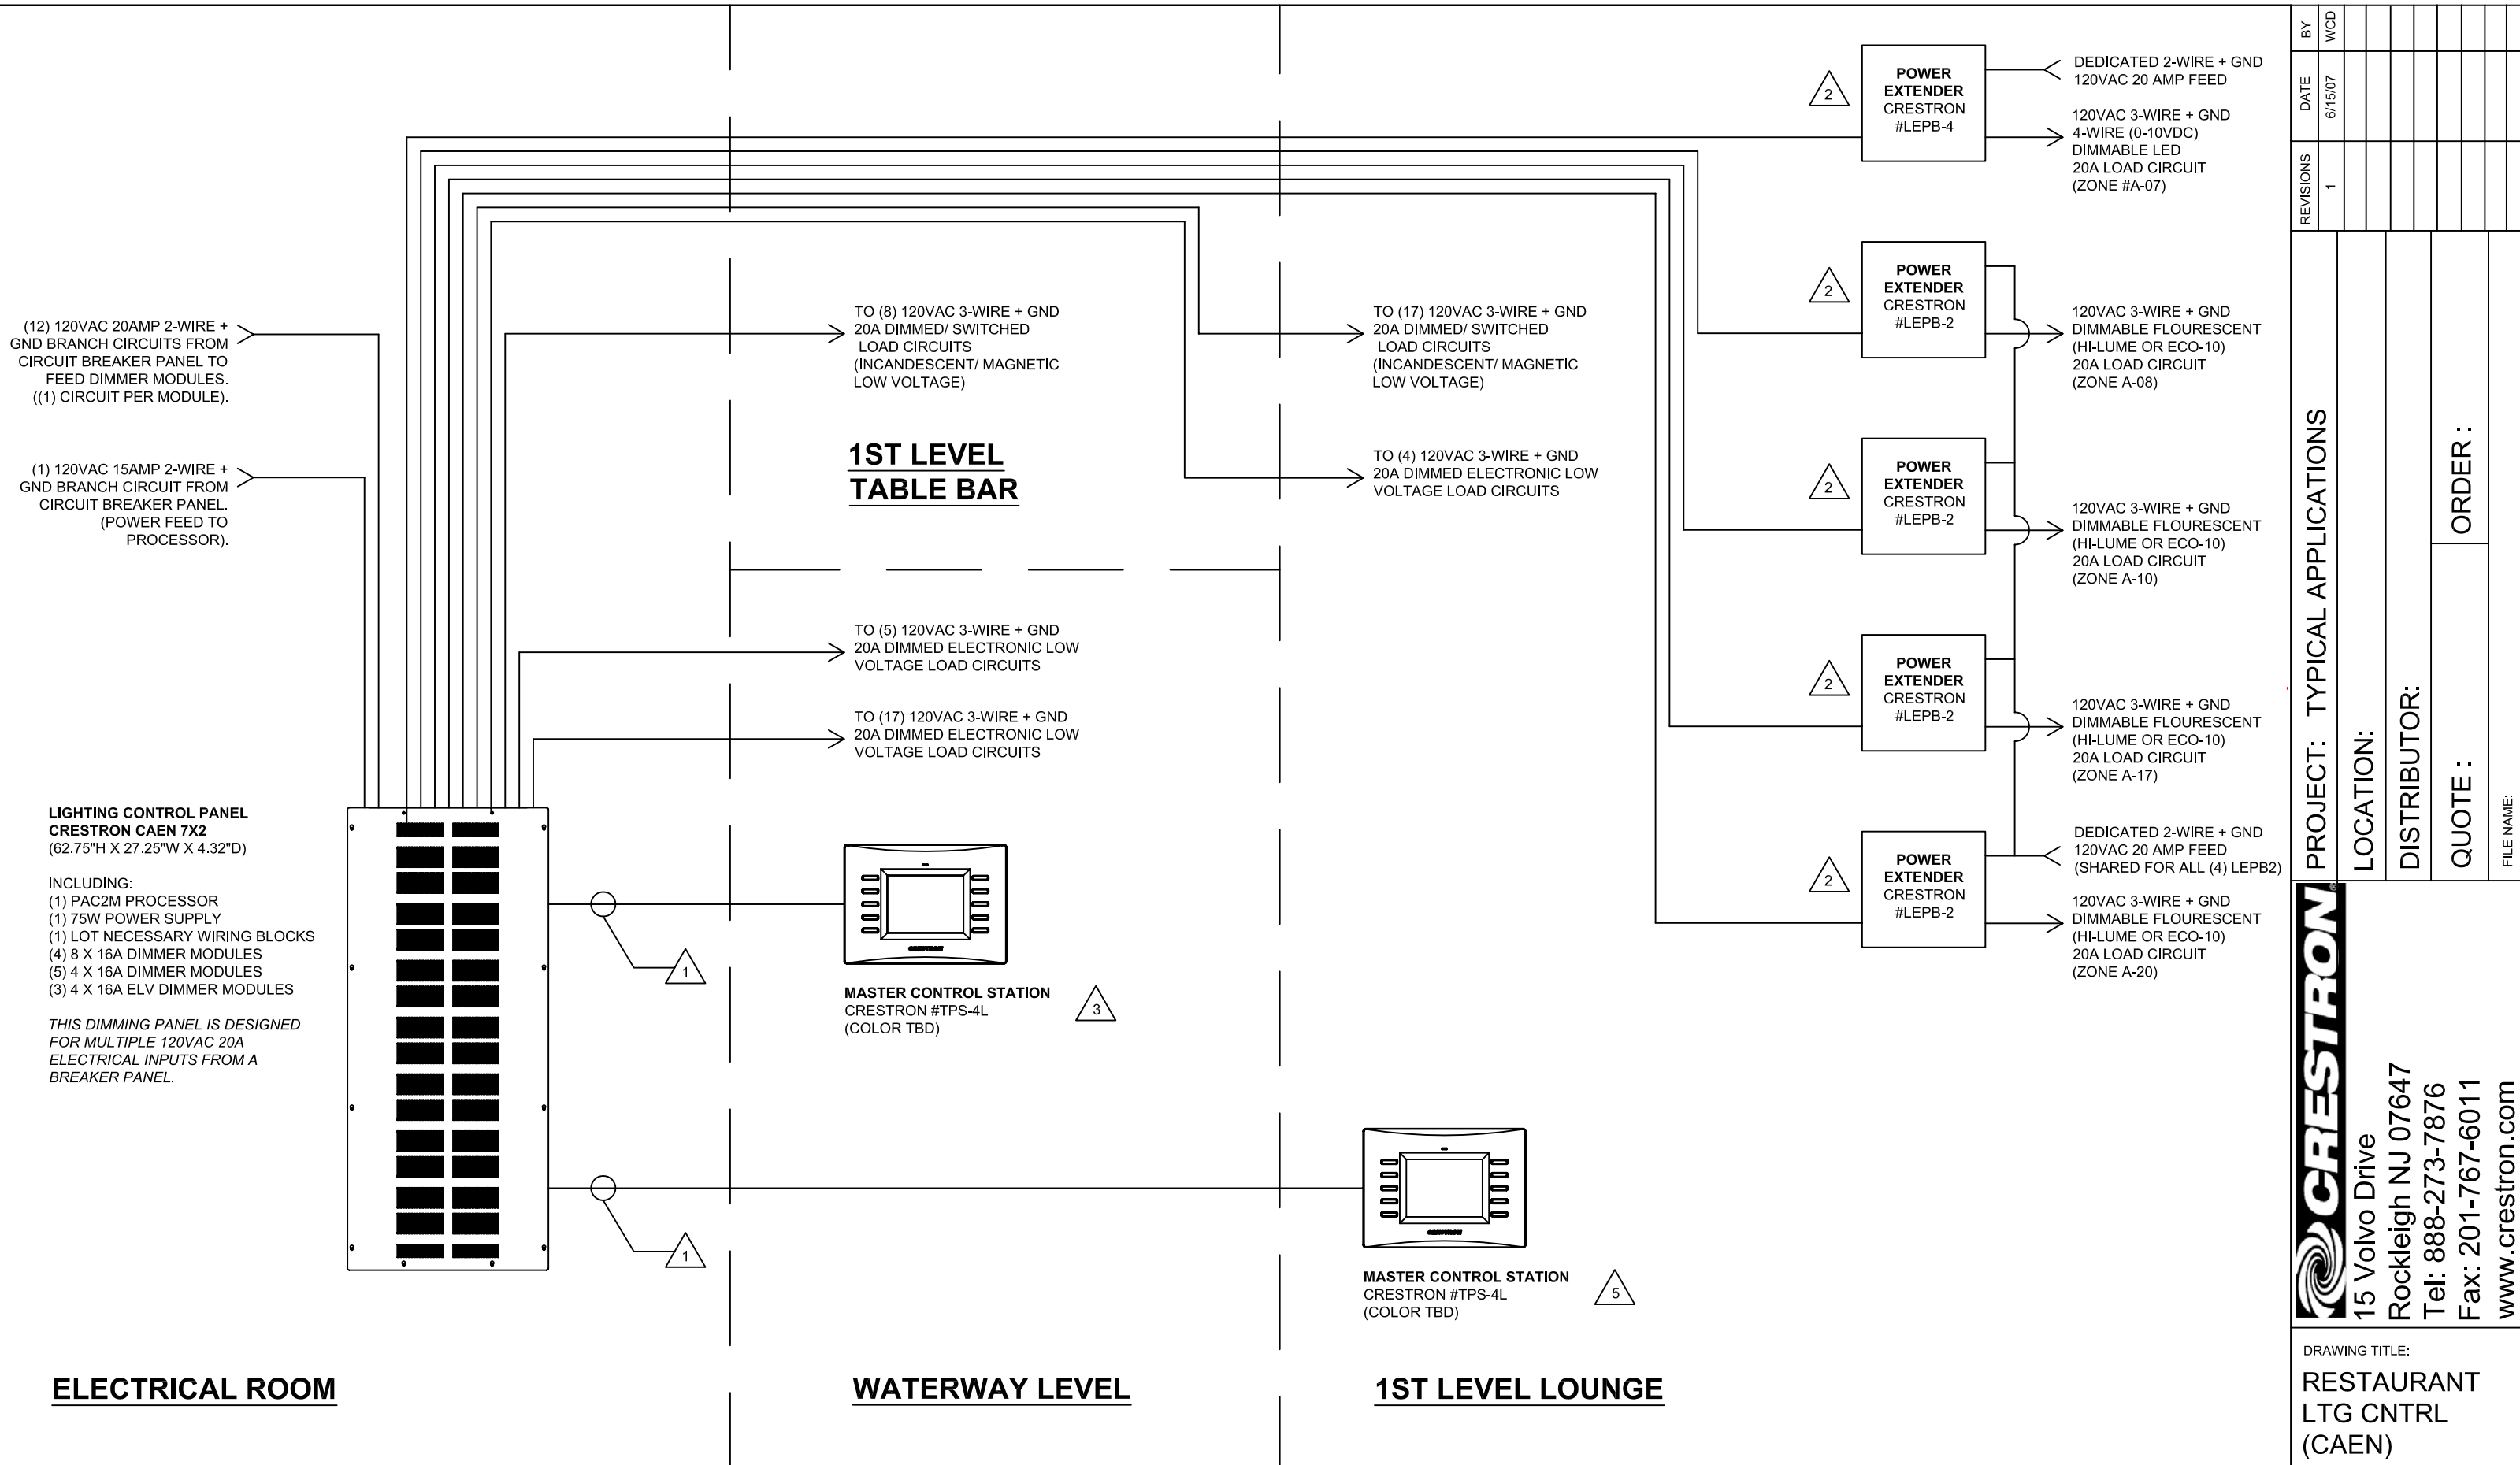 (12) 120VAC 20AMP 2-WIRE +
GND BRANCH CIRCUITS FROM
CIRCUIT BREAKER PANEL TO
FEED DIMMER MODULES.
((1) CIRCUIT PER MODULE).
(1) 120VAC 15AMP 2-WIRE +
GND BRANCH CIRCUIT FROM
CIRCUIT BREAKER PANEL.
(POWER FEED TO
PROCESSOR).
LIGHTING CONTROL PANEL
CRESTRON CAEN 7X2
(62.75"H X 27.25"W X 4.32"D)
INCLUDING:
(1) PAC2M PROCESSOR
(1) 75W POWER SUPPLY
(1) LOT NECESSARY WIRING BLOCKS
(4) 8 X 16A DIMMER MODULES
(5) 4 X 16A DIMMER MODULES
(3) 4 X 16A ELV DIMMER MODULES
THIS DIMMING PANEL IS DESIGNED
FOR MULTIPLE 120VAC 20A
ELECTRICAL INPUTS FROM A
BREAKER PANEL.
1
1
ELECTRICAL ROOM
TO (8) 120VAC 3-WIRE + GND
20A DIMMED/ SWITCHED
LOAD CIRCUITS
(INCANDESCENT/ MAGNETIC
LOW VOLTAGE)
1ST LEVEL
TABLE BAR
TO (5) 120VAC 3-WIRE + GND
20A DIMMED ELECTRONIC LOW
VOLTAGE LOAD CIRCUITS
TO (17) 120VAC 3-WIRE + GND
20A DIMMED ELECTRONIC LOW
VOLTAGE LOAD CIRCUITS
CRESTRON
MASTER CONTROL STATION
CRESTRON #TPS-4L
(COLOR TBD)
3
WATERWAY LEVEL
TO (17) 120VAC 3-WIRE + GND
20A DIMMED/ SWITCHED
LOAD CIRCUITS
(INCANDESCENT/ MAGNETIC
LOW VOLTAGE)
TO (4) 120VAC 3-WIRE + GND
20A DIMMED ELECTRONIC LOW
VOLTAGE LOAD CIRCUITS
CRESTRON
MASTER CONTROL STATION
CRESTRON #TPS-4L
(COLOR TBD)
5
1ST LEVEL LOUNGE
2
POWER
EXTENDER
CRESTRON
#LEPB-4
DEDICATED 2-WIRE + GND
120VAC 20 AMP FEED
120VAC 3-WIRE + GND
4-WIRE (0-10VDC)
DIMMABLE LED
20A LOAD CIRCUIT
(ZONE #A-07)
2
POWER
EXTENDER
CRESTRON
#LEPB-2
120VAC 3-WIRE + GND
DIMMABLE FLOURESCENT
(HI-LUME OR ECO-10)
20A LOAD CIRCUIT
(ZONE A-08)
2
POWER
EXTENDER
CRESTRON
#LEPB-2
120VAC 3-WIRE + GND
DIMMABLE FLOURESCENT
(HI-LUME OR ECO-10)
20A LOAD CIRCUIT
(ZONE A-10)
2
POWER
EXTENDER
CRESTRON
#LEPB-2
120VAC 3-WIRE + GND
DIMMABLE FLOURESCENT
(HI-LUME OR ECO-10)
20A LOAD CIRCUIT
(ZONE A-17)
2
POWER
EXTENDER
CRESTRON
#LEPB-2
DEDICATED 2-WIRE + GND
120VAC 20 AMP FEED
(SHARED FOR ALL (4) LEPB2)
120VAC 3-WIRE + GND
DIMMABLE FLOURESCENT
(HI-LUME OR ECO-10)
20A LOAD CIRCUIT
(ZONE A-20)
REVISIONS DATE BY
1 6/15/07 WCD
PROJECT: TYPICAL APPLICATIONS
LOCATION:
DISTRIBUTOR:
QUOTE : ORDER :
FILE NAME:
CRESTRON®
15 Volvo Drive
Rockleigh NJ 07647
Tel: 888-273-7876
Fax: 201-767-6011
www.crestron.com
DRAWING TITLE:
RESTAURANT
LTG CNTRL
(CAEN)